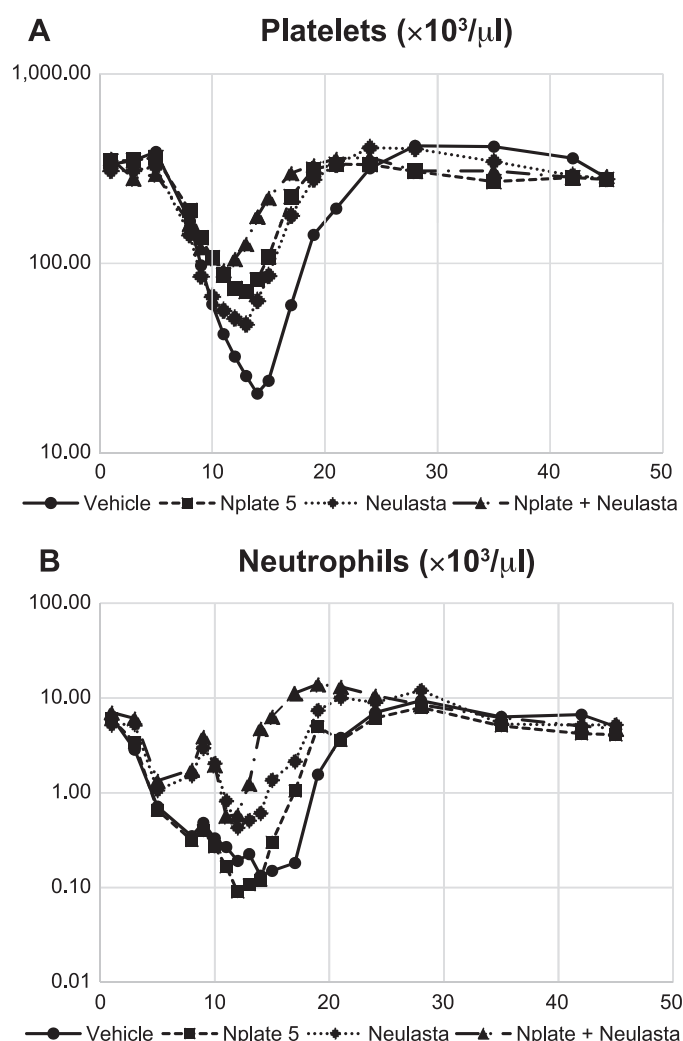 A
Platelets (×10³/μl)
1,000.00
100.00
10.00
0 10 20 30 40 50
Vehicle Nplate 5 Neulasta Nplate + Neulasta
B
Neutrophils (×10³/μl)
100.00
10.00
1.00
0.10
0.01
0 10 20 30 40 50
Vehicle Nplate 5 Neulasta Nplate + Neulasta